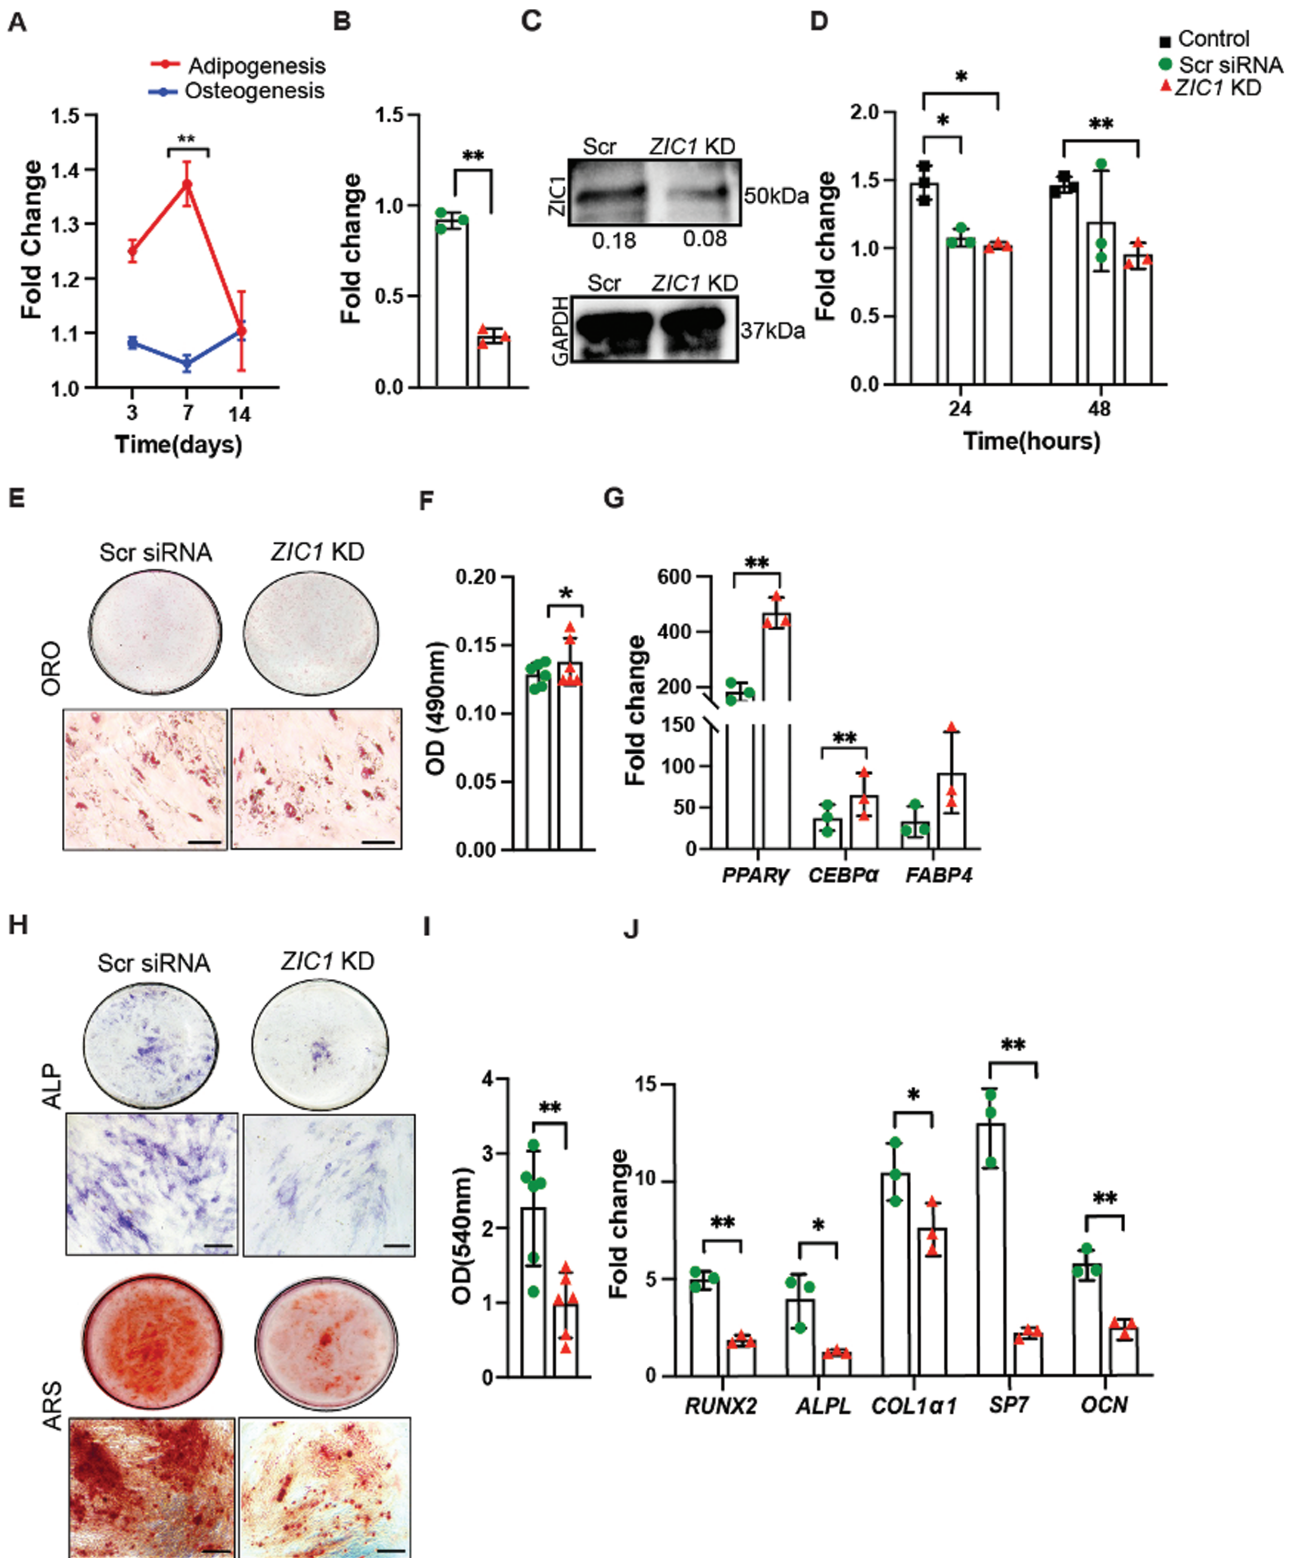 A
Adipogenesis
Osteogenesis
1.5
1.4
1.3
1.2
1.1
1.0
Fold Change
**
3 7 14
Time(days)
B
1.5
1.0
0.5
0.0
Fold change
**
C
Scr ZIC1 KD
ZIC1
50kDa
0.18 0.08
Scr ZIC1 KD
GAPDH
37kDa
D
Control
Scr siRNA
ZIC1 KD
2.0
1.5
1.0
0.5
0.0
Fold change
*
*
**
24 48
Time(hours)
E
Scr siRNA ZIC1 KD
ORO
F
0.20
0.15
0.10
0.05
0.00
OD (490nm)
*
G
600
400
200
150
100
50
0
Fold change
**
**
PPARγ CEBPα FABP4
H
Scr siRNA ZIC1 KD
ALP
ARS
I
4
3
2
1
0
OD(540nm)
**
J
15
10
5
0
Fold change
**
*
*
**
**
RUNX2 ALPL COL1α1 SP7 OCN